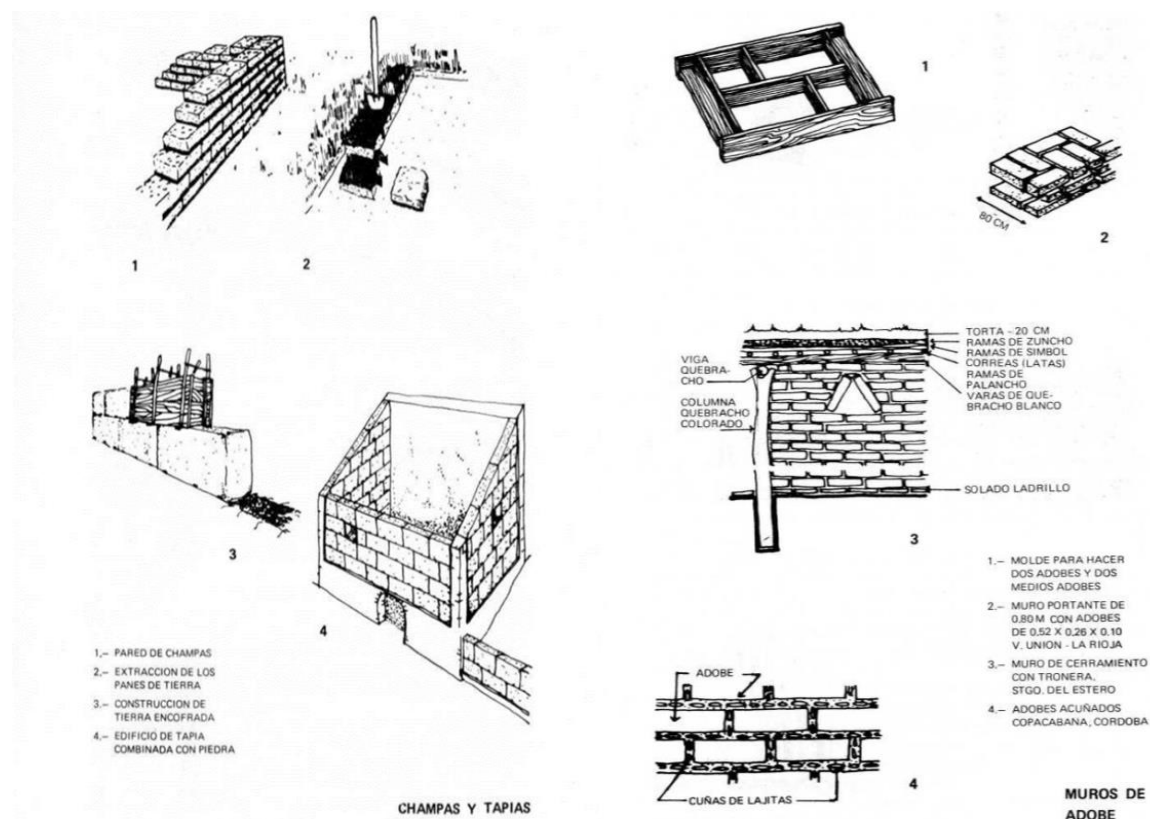 1
2
3
4
1.– PARED DE CHAMPAS
2.– EXTRACCION DE LOS
PANES DE TIERRA
3.– CONSTRUCCION DE
TIERRA ENCOFRADA
4.– EDIFICIO DE TAPIA
COMBINADA CON PIEDRA
CHAMPAS Y TAPIAS
1
80 CM
2
VIGA
QUEBRA-
CHO
COLUMNA
QUEBRACHO
COLORADO
TORTA ~20 CM
RAMAS DE ZUNCHO
RAMAS DE SIMBOL
CORREAS (LATAS)
RAMAS DE
PALANCHO
VARAS DE QUE-
BRACHO BLANCO
SOLADO LADRILLO
3
1.– MOLDE PARA HACER
DOS ADOBES Y DOS
MEDIOS ADOBES
2.– MURO PORTANTE DE
0,80 M CON ADOBES
DE 0,52 X 0,26 X 0,10
V. UNION - LA RIOJA
3.– MURO DE CERRAMIENTO
CON TRONERA,
STGO. DEL ESTERO
4.– ADOBES ACUÑADOS
COPACABANA, CORDOBA
ADOBE
CUÑAS DE LAJITAS
4
MUROS DE
ADOBE